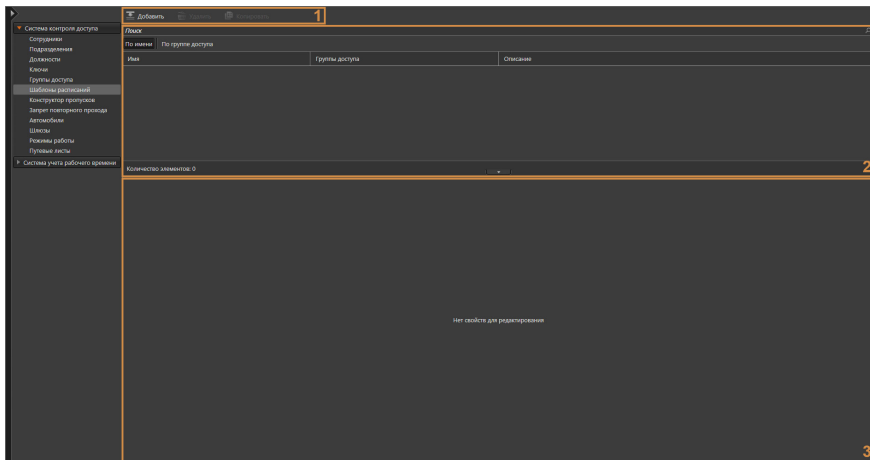 Добавить Удалить Копировать 1
Система контроля доступа
Сотрудники
Подразделения
Должности
Ключи
Группы доступа
Шаблоны расписаний
Конструктор пропусков
Запрет повторного прохода
Автомобили
Шлюзы
Режимы работы
Путевые листы
Система учета рабочего времени
Поиск
По имени По группе доступа
Имя Группы доступа Описание
Количество элементов: 0
2
Нет свойств для редактирования
3